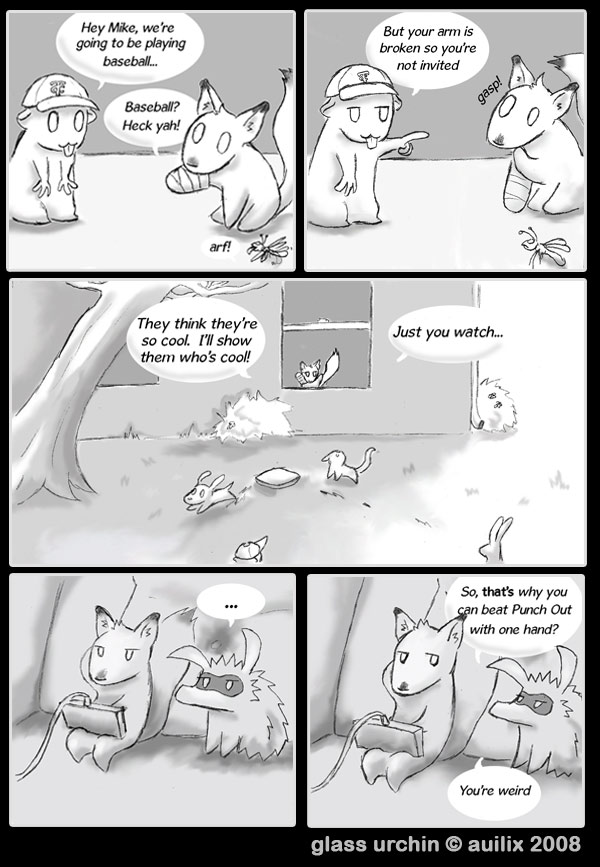 Hey Mike, we're
going to be playing
baseball...
Baseball?
Heck yah!
arf!
But your arm is
broken so you're
not invited
gasp!
They think they're
so cool. I'll show
them who's cool!
Just you watch...
...
So, that's why you
can beat Punch Out
with one hand?
You're weird
glass urchin © auilix 2008